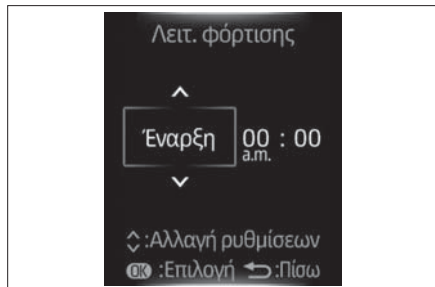 Λειτ. φόρτισης
Έναρξη 00 : 00
a.m.
:Αλλαγή ρυθμίσεων
OK :Επιλογή :Πίσω